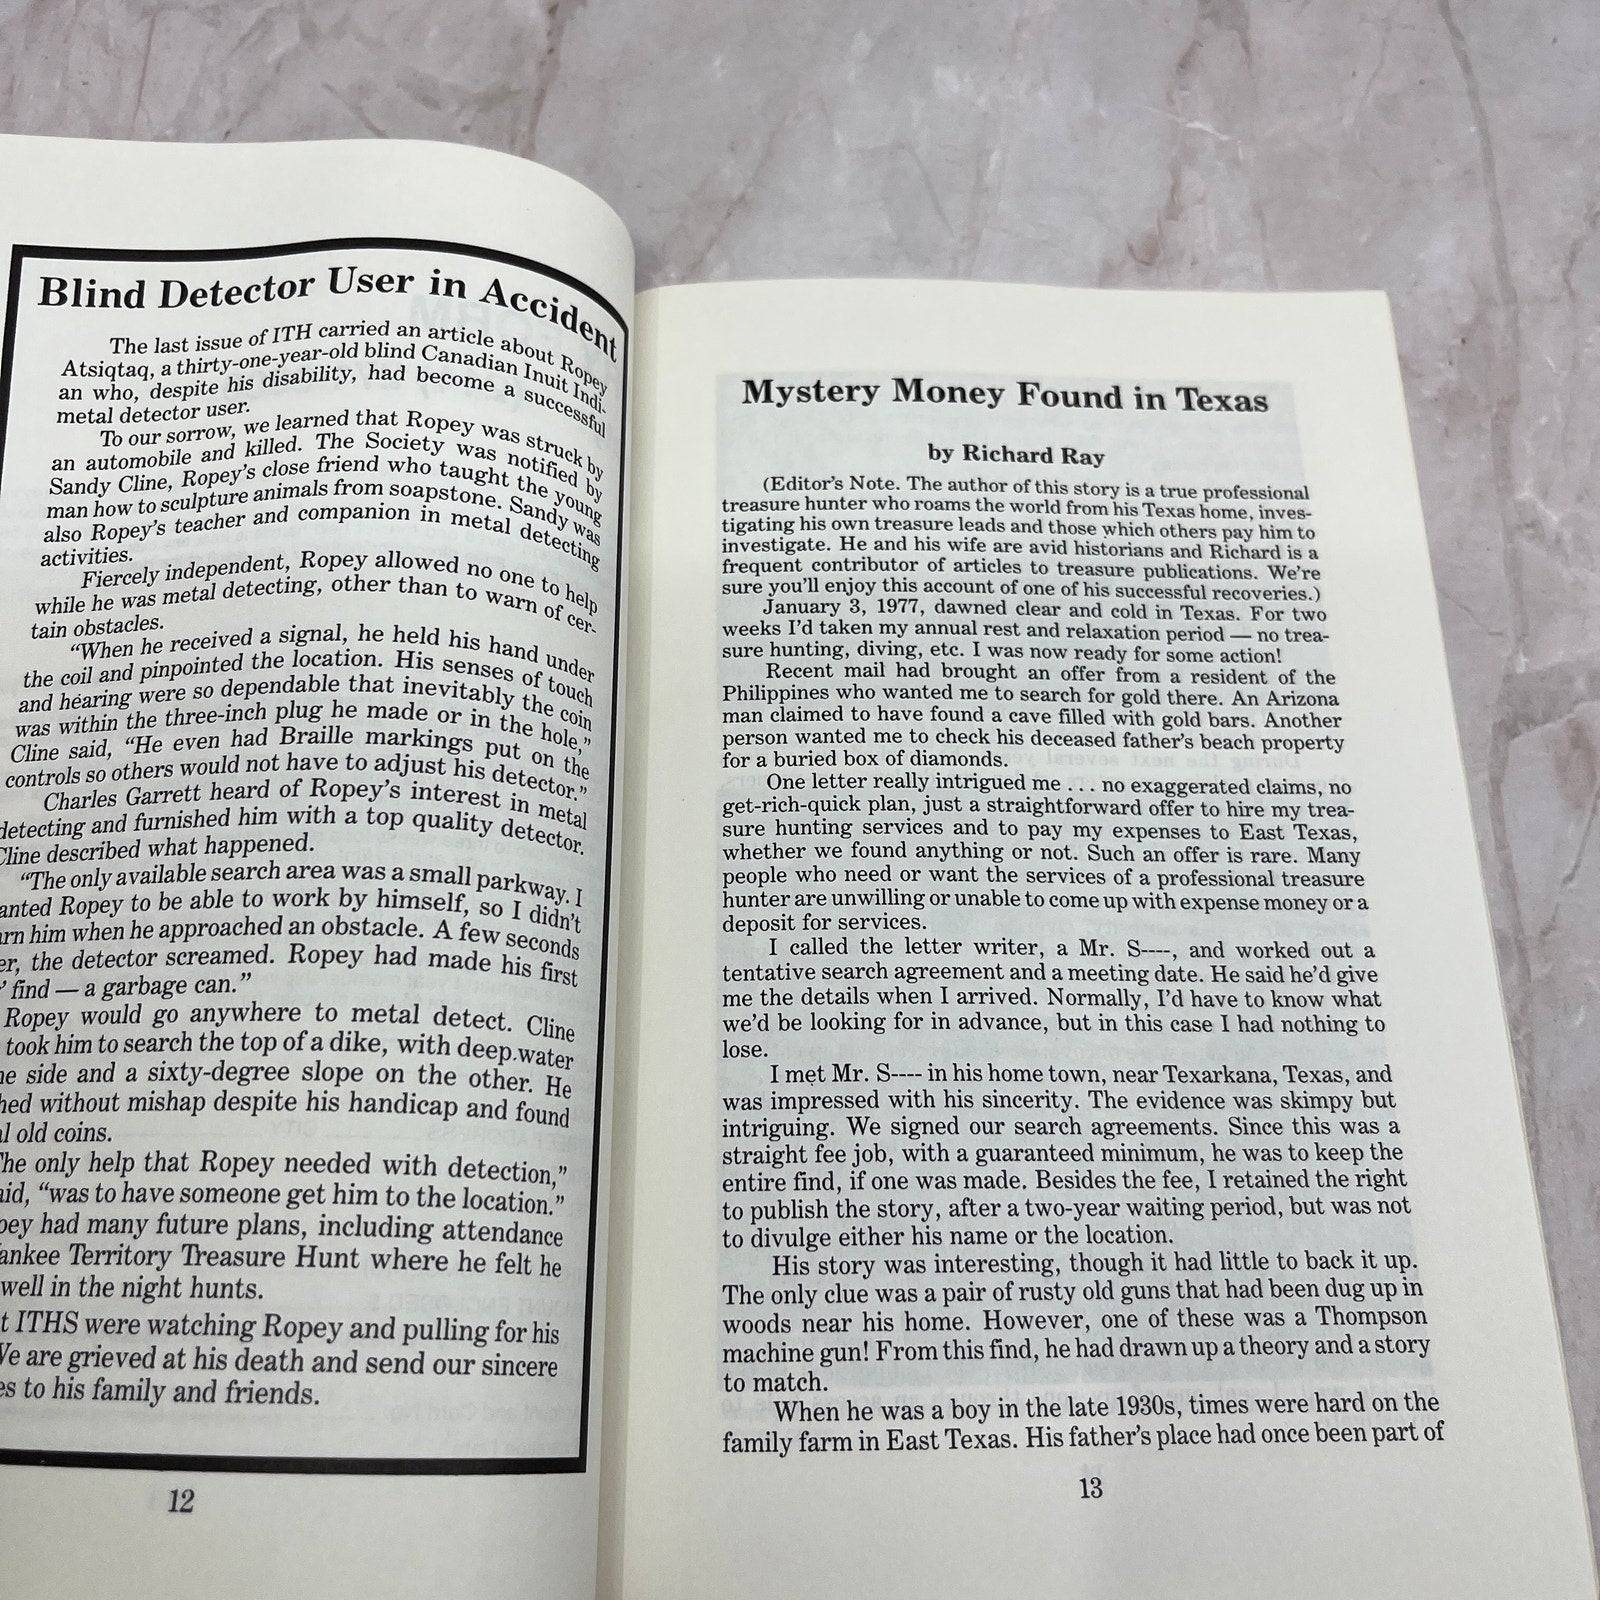 Blind Detector User in Accident
The last issue of ITH carried an article about Ropey
Atsiqtaq, a thirty-one-year-old blind Canadian Inuit Indi-
an who, despite his disability, had become a successful
metal detector user.
To our sorrow, we learned that Ropey was struck by
an automobile and killed. The Society was notified by
Sandy Cline, Ropey's close friend who taught the young
man how to sculpture animals from soapstone. Sandy was
also Ropey's teacher and companion in metal detecting
activities.
Fiercely independent, Ropey allowed no one to help
while he was metal detecting, other than to warn of cer-
tain obstacles.
“When he received a signal, he held his hand under
the coil and pinpointed the location. His senses of touch
and hearing were so dependable that inevitably the coin
was within the three-inch plug he made or in the hole,”
Cline said, “He even had Braille markings put on the
controls so others would not have to adjust his detector.”
Charles Garrett heard of Ropey's interest in metal
detecting and furnished him with a top quality detector.
Cline described what happened.
“The only available search area was a small parkway. I
anted Ropey to be able to work by himself, so I didn't
rn him when he approached an obstacle. A few seconds
er, the detector screamed. Ropey had made his first
’ find — a garbage can.”
Ropey would go anywhere to metal detect. Cline
took him to search the top of a dike, with deep water
e side and a sixty-degree slope on the other. He
hed without mishap despite his handicap and found
l old coins.
he only help that Ropey needed with detection,”
aid, “was to have someone get him to the location.”
pey had many future plans, including attendance
ankee Territory Treasure Hunt where he felt he
well in the night hunts.
t ITHS were watching Ropey and pulling for his
We are grieved at his death and send our sincere
es to his family and friends.
12
Mystery Money Found in Texas
by Richard Ray
(Editor's Note. The author of this story is a true professional
treasure hunter who roams the world from his Texas home, inves-
tigating his own treasure leads and those which others pay him to
investigate. He and his wife are avid historians and Richard is a
frequent contributor of articles to treasure publications. We're
sure you'll enjoy this account of one of his successful recoveries.)
January 3, 1977, dawned clear and cold in Texas. For two
weeks I'd taken my annual rest and relaxation period — no trea-
sure hunting, diving, etc. I was now ready for some action!
Recent mail had brought an offer from a resident of the
Philippines who wanted me to search for gold there. An Arizona
man claimed to have found a cave filled with gold bars. Another
person wanted me to check his deceased father's beach property
for a buried box of diamonds.
One letter really intrigued me . . . no exaggerated claims, no
get-rich-quick plan, just a straightforward offer to hire my trea-
sure hunting services and to pay my expenses to East Texas,
whether we found anything or not. Such an offer is rare. Many
people who need or want the services of a professional treasure
hunter are unwilling or unable to come up with expense money or a
deposit for services.
I called the letter writer, a Mr. S----, and worked out a
tentative search agreement and a meeting date. He said he'd give
me the details when I arrived. Normally, I'd have to know what
we'd be looking for in advance, but in this case I had nothing to
lose.
I met Mr. S---- in his home town, near Texarkana, Texas, and
was impressed with his sincerity. The evidence was skimpy but
intriguing. We signed our search agreements. Since this was a
straight fee job, with a guaranteed minimum, he was to keep the
entire find, if one was made. Besides the fee, I retained the right
to publish the story, after a two-year waiting period, but was not
to divulge either his name or the location.
His story was interesting, though it had little to back it up.
The only clue was a pair of rusty old guns that had been dug up in
woods near his home. However, one of these was a Thompson
machine gun! From this find, he had drawn up a theory and a story
to match.
When he was a boy in the late 1930s, times were hard on the
family farm in East Texas. His father's place had once been part of
13